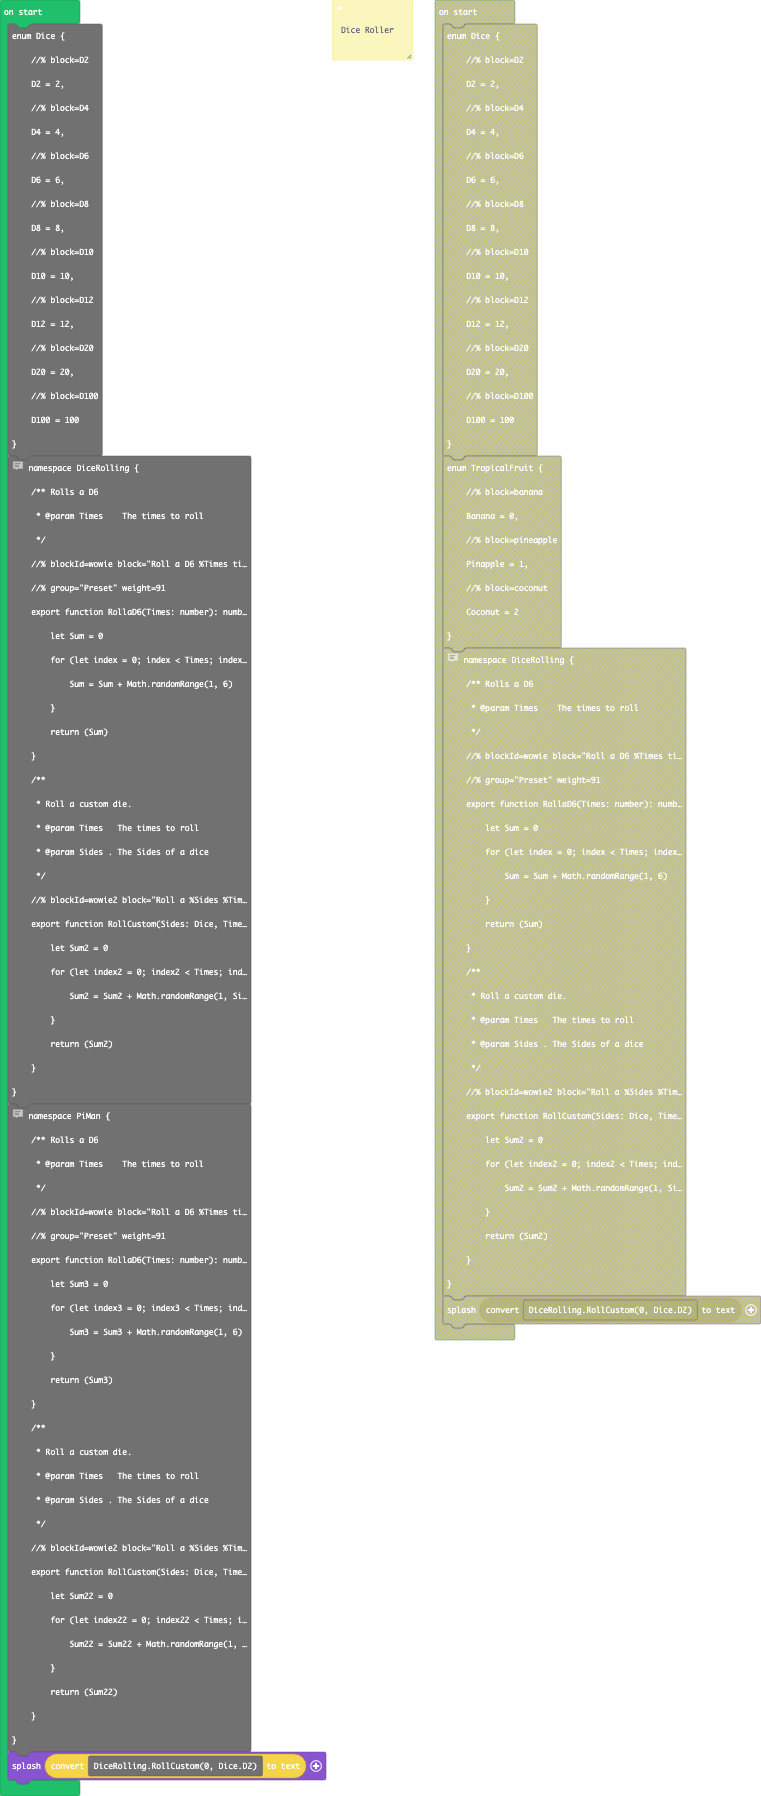 on start
enum Dice {
//% block=D2
D2 = 2,
//% block=D4
D4 = 4,
//% block=D6
D6 = 6,
//% block=D8
D8 = 8,
//% block=D10
D10 = 10,
//% block=D12
D12 = 12,
//% block=D20
D20 = 20,
//% block=D100
D100 = 100
}
namespace DiceRolling {
/** Rolls a D6
* @param Times    The times to roll
*/
//% blockId=wowie block="Roll a D6 %Times ti…
//% group="Preset" weight=91
export function RollaD6(Times: number): numb…
let Sum = 0
for (let index = 0; index < Times; index…
Sum = Sum + Math.randomRange(1, 6)
}
return (Sum)
}
/**
* Roll a custom die.
* @param Times   The times to roll
* @param Sides . The Sides of a dice
*/
//% blockId=wowie2 block="Roll a %Sides %Tim…
export function RollCustom(Sides: Dice, Time…
let Sum2 = 0
for (let index2 = 0; index2 < Times; ind…
Sum2 = Sum2 + Math.randomRange(1, Si…
}
return (Sum2)
}
}
namespace PiMan {
/** Rolls a D6
* @param Times    The times to roll
*/
//% blockId=wowie block="Roll a D6 %Times ti…
//% group="Preset" weight=91
export function RollaD6(Times: number): numb…
let Sum3 = 0
for (let index3 = 0; index3 < Times; ind…
Sum3 = Sum3 + Math.randomRange(1, 6)
}
return (Sum3)
}
/**
* Roll a custom die.
* @param Times   The times to roll
* @param Sides . The Sides of a dice
*/
//% blockId=wowie2 block="Roll a %Sides %Tim…
export function RollCustom(Sides: Dice, Time…
let Sum22 = 0
for (let index22 = 0; index22 < Times; i…
Sum22 = Sum22 + Math.randomRange(1, …
}
return (Sum22)
}
}
splash convert DiceRolling.RollCustom(0, Dice.D2) to text
Dice Roller
on start
enum Dice {
//% block=D2
D2 = 2,
//% block=D4
D4 = 4,
//% block=D6
D6 = 6,
//% block=D8
D8 = 8,
//% block=D10
D10 = 10,
//% block=D12
D12 = 12,
//% block=D20
D20 = 20,
//% block=D100
D100 = 100
}
enum TropicalFruit {
//% block=banana
Banana = 0,
//% block=pineapple
Pinapple = 1,
//% block=coconut
Coconut = 2
}
namespace DiceRolling {
/** Rolls a D6
* @param Times    The times to roll
*/
//% blockId=wowie block="Roll a D6 %Times ti…
//% group="Preset" weight=91
export function RollaD6(Times: number): numb…
let Sum = 0
for (let index = 0; index < Times; index…
Sum = Sum + Math.randomRange(1, 6)
}
return (Sum)
}
/**
* Roll a custom die.
* @param Times   The times to roll
* @param Sides . The Sides of a dice
*/
//% blockId=wowie2 block="Roll a %Sides %Tim…
export function RollCustom(Sides: Dice, Time…
let Sum2 = 0
for (let index2 = 0; index2 < Times; ind…
Sum2 = Sum2 + Math.randomRange(1, Si…
}
return (Sum2)
}
}
splash convert DiceRolling.RollCustom(0, Dice.D2) to text